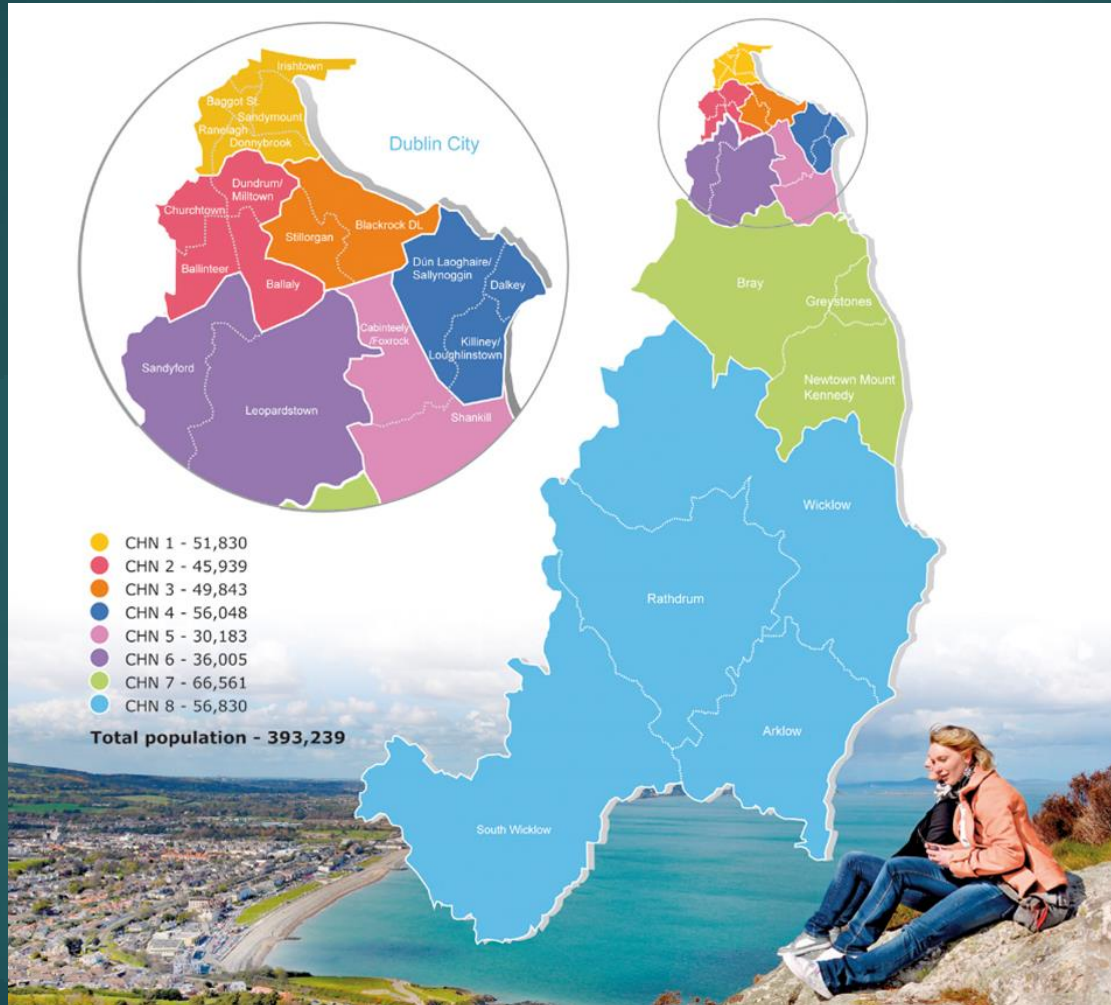 Irishtown
Baggot St.
Sandymount
Ranelagh
Donnybrook
Dublin City
Dundrum/
Milltown
Churchtown
Blackrock DL
Stillorgan
Ballinteer
Ballaly
Dún Laoghaire/
Sallynoggin
Dalkey
Cabinteely
/Foxrock
Killiney/
Loughlinstown
Sandyford
Leopardstown
Shankill
Bray
Greystones
Newtown Mount
Kennedy
Wicklow
Rathdrum
Arklow
South Wicklow
CHN 1 - 51,830
CHN 2 - 45,939
CHN 3 - 49,843
CHN 4 - 56,048
CHN 5 - 30,183
CHN 6 - 36,005
CHN 7 - 66,561
CHN 8 - 56,830
Total population - 393,239